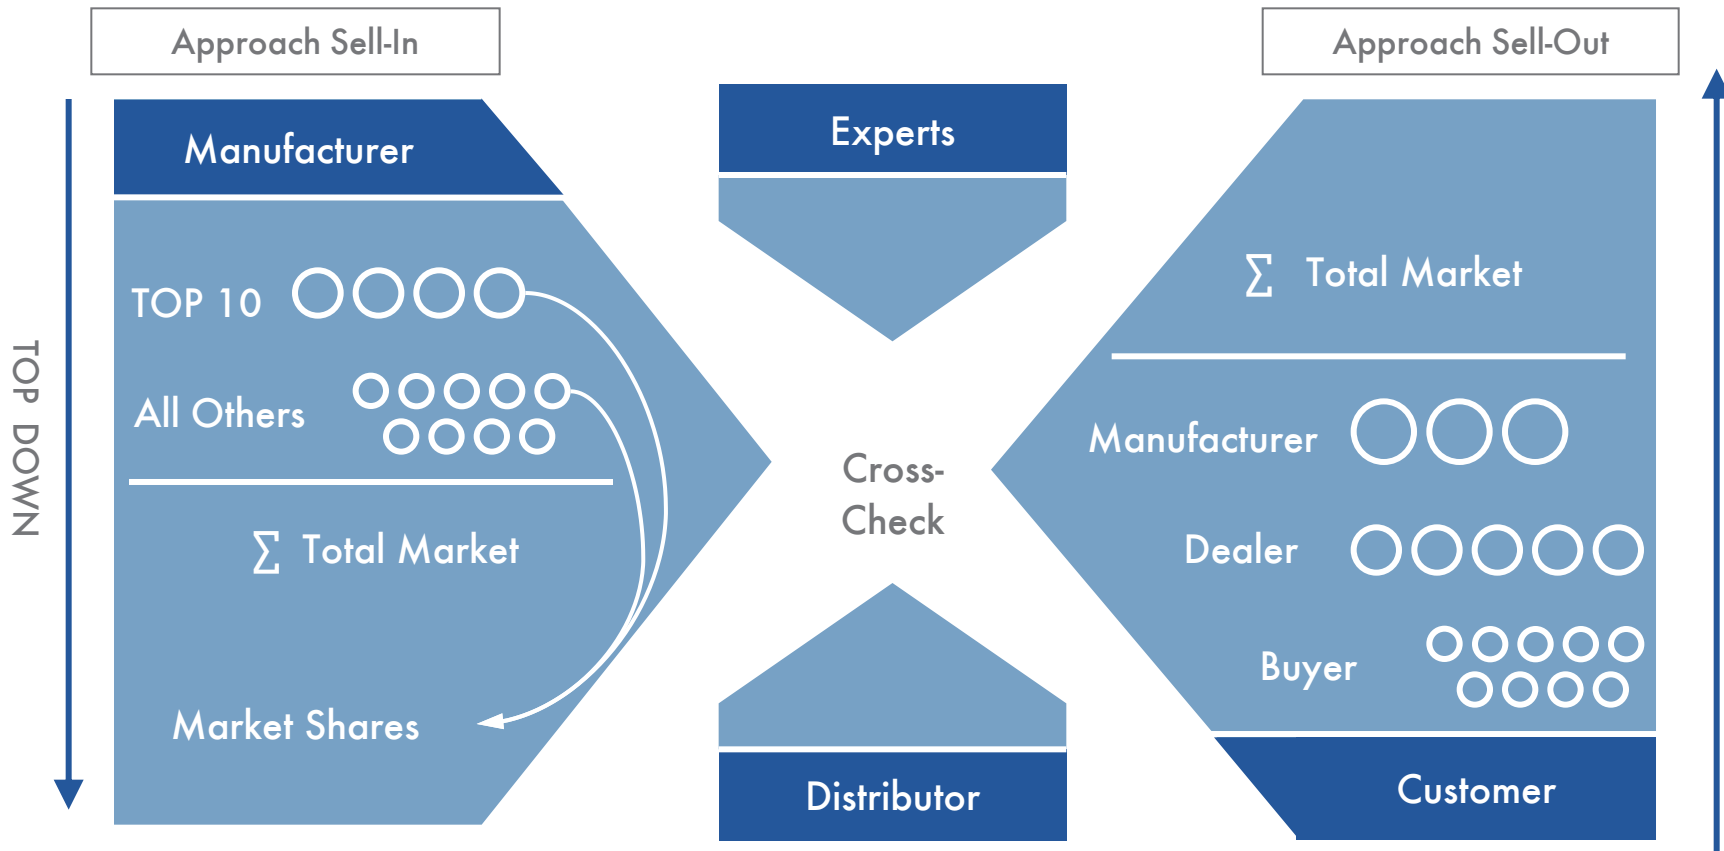 Approach Sell-In
Manufacturer
TOP 10
All Others
∑ Total Market
Market Shares
TOP DOWN
Experts
Cross-
Check
Distributor
Approach Sell-Out
∑ Total Market
Manufacturer
Dealer
Buyer
Customer